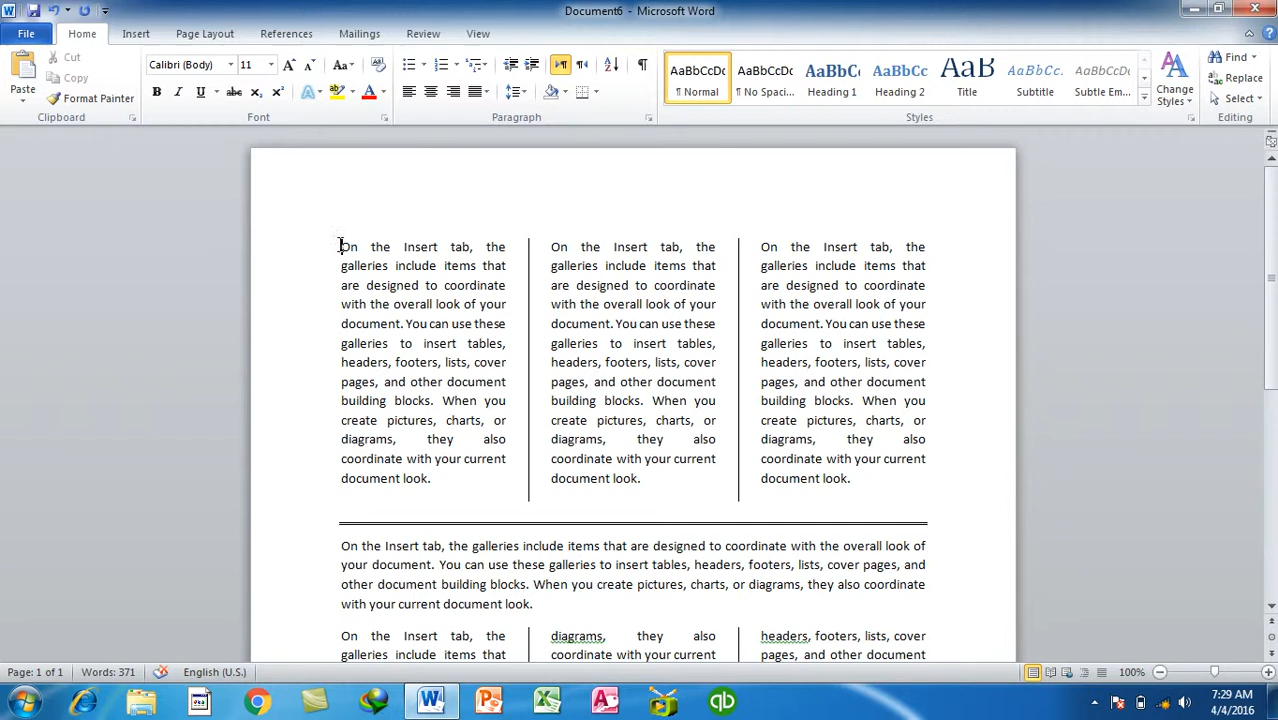 Document6 - Microsoft Word
File Home Insert Page Layout References Mailings Review View
Paste
Cut
Copy
Format Painter
Clipboard
Calibri (Body) 11
Font
Paragraph
AaBbCcDc
¶ Normal
AaBbCcDc
¶ No Spaci...
AaBbC
Heading 1
AaBbCc
Heading 2
AaB
Title
AaBbCc.
Subtitle
AaBbCcDc
Subtle Em...
Change
Styles
Styles
Find
Replace
Select
Editing
On the Insert tab, the
galleries include items that
are designed to coordinate
with the overall look of your
document. You can use these
galleries to insert tables,
headers, footers, lists, cover
pages, and other document
building blocks. When you
create pictures, charts, or
diagrams, they also
coordinate with your current
document look.
On the Insert tab, the
galleries include items that
are designed to coordinate
with the overall look of your
document. You can use these
galleries to insert tables,
headers, footers, lists, cover
pages, and other document
building blocks. When you
create pictures, charts, or
diagrams, they also
coordinate with your current
document look.
On the Insert tab, the
galleries include items that
are designed to coordinate
with the overall look of your
document. You can use these
galleries to insert tables,
headers, footers, lists, cover
pages, and other document
building blocks. When you
create pictures, charts, or
diagrams, they also
coordinate with your current
document look.
On the Insert tab, the galleries include items that are designed to coordinate with the overall look of
your document. You can use these galleries to insert tables, headers, footers, lists, cover pages, and
other document building blocks. When you create pictures, charts, or diagrams, they also coordinate
with your current document look.
On the Insert tab, the
galleries include items that
diagrams, they also
coordinate with your current
headers, footers, lists, cover
pages, and other document
Page: 1 of 1 Words: 371 English (U.S.) 100%
7:29 AM
4/4/2016